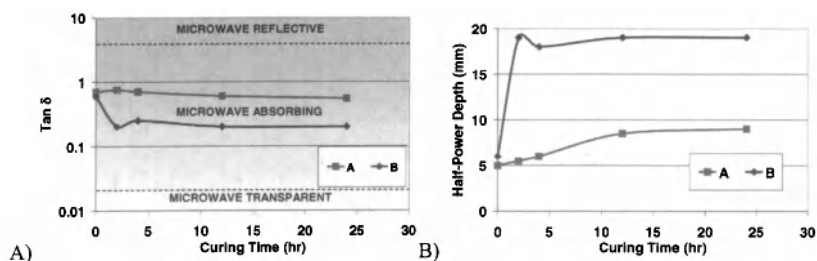 MICROWAVE REFLECTIVE
MICROWAVE ABSORBING
MICROWAVE TRANSPARENT
Tan δ
10
1
0.1
0.01
0 5 10 15 20 25 30
Curing Time (hr)
A B
A)
Half-Power Depth (mm)
20
15
10
5
0
0 5 10 15 20 25 30
Curing Time (hr)
A B
B)